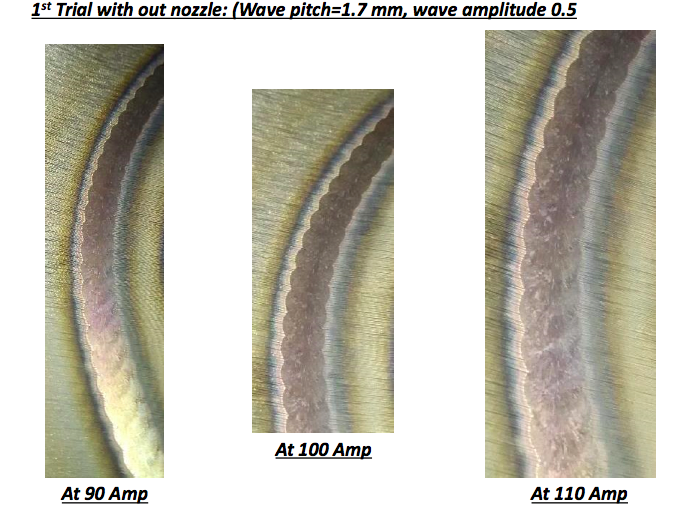 1st Trial with out nozzle: (Wave pitch=1.7 mm, wave amplitude 0.5
At 90 Amp
At 100 Amp
At 110 Amp